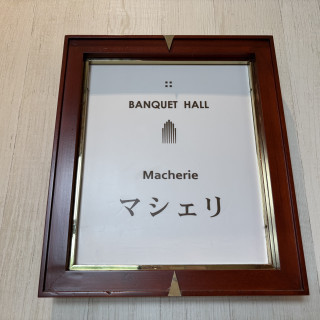 BANQUET HALL
Macherie
マシェリ